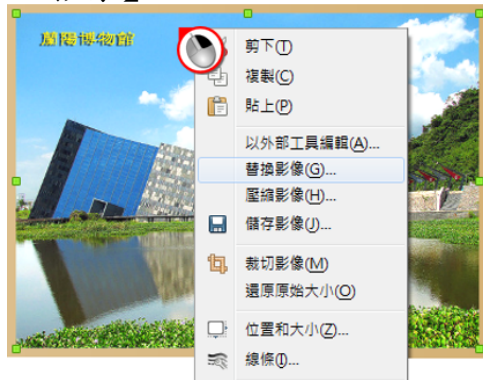 蘭陽博物館
剪下(T)
複製(C)
貼上(P)
以外部工具編輯(A)...
替換影像(G)...
壓縮影像(H)...
儲存影像(J)...
裁切影像(M)
還原原始大小(O)
位置和大小(Z)...
線條(I)...